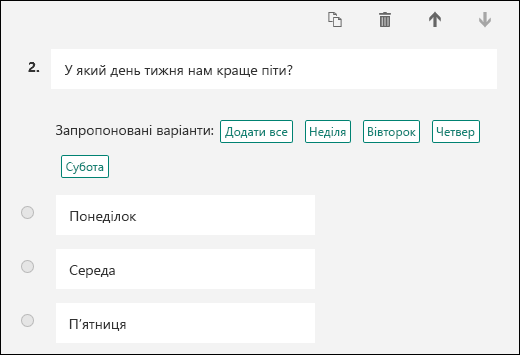 2. У який день тижня нам краще піти?
Запропоновані варіанти: Додати все Неділя Вівторок Четвер
Субота
Понеділок
Середа
П’ятниця